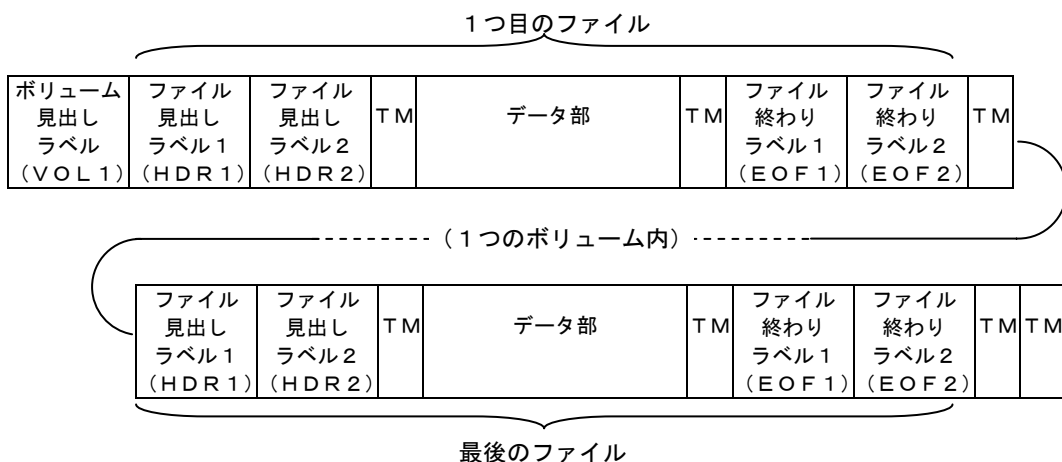 1つ目のファイル
ボリューム
見出し
ラベル
(VOL1)
ファイル
見出し
ラベル1
(HDR1)
ファイル
見出し
ラベル2
(HDR2)
TM
データ部
TM
ファイル
終わり
ラベル1
(EOF1)
ファイル
終わり
ラベル2
(EOF2)
TM
(1つのボリューム内)
ファイル
見出し
ラベル1
(HDR1)
ファイル
見出し
ラベル2
(HDR2)
TM
データ部
TM
ファイル
終わり
ラベル1
(EOF1)
ファイル
終わり
ラベル2
(EOF2)
TM
TM
最後のファイル